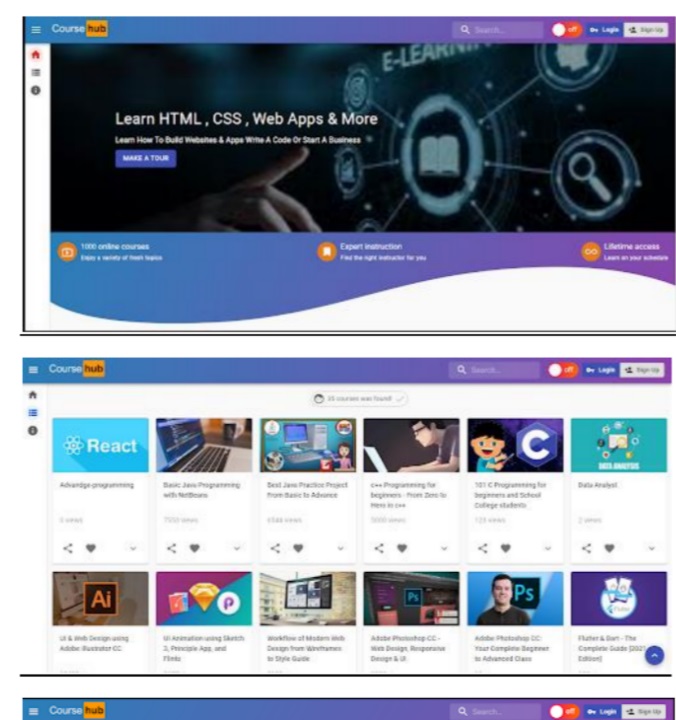 Course hub
Search...
off
Login
Sign Up
E-LEARNING
Learn HTML , CSS , Web Apps & More
Learn How To Build Websites & Apps Write A Code Or Start A Business
MAKE A TOUR
1000 online courses
Enjoy a variety of fresh topics
Expert instruction
Find the right instructor for you
Lifetime access
Learn on your schedule
Course hub
Search...
off
Login
Sign Up
35 courses was found!
React
C
DATA ANALYSIS
Advandge-programming
Basic Java Programming
with NetBeans
Best Java Practice Project
From Basic to Advance
c++ Programming for
beginners - From Zero to
Hero in c++
101 C Programming for
beginners and School
College students
Data Analyst
views
7550 views
6548 views
5000 views
123 views
2 views
Ai
P
Ps
Ps
Flutter
UI & Web Design using
Adobe Illustrator CC
UI Animation using Sketch
3, Principle App, and
Flinto
Workflow of Modern Web
Design from Wireframes
to Style Guide
Adobe Photoshop CC -
Web Design, Responsive
Design & UI
Adobe Photoshop CC:
Your Complete Beginner
to Advanced Class
Flutter & Dart - The
Complete Guide [2021
Edition]
Course hub
Search...
off
Login
Sign Up